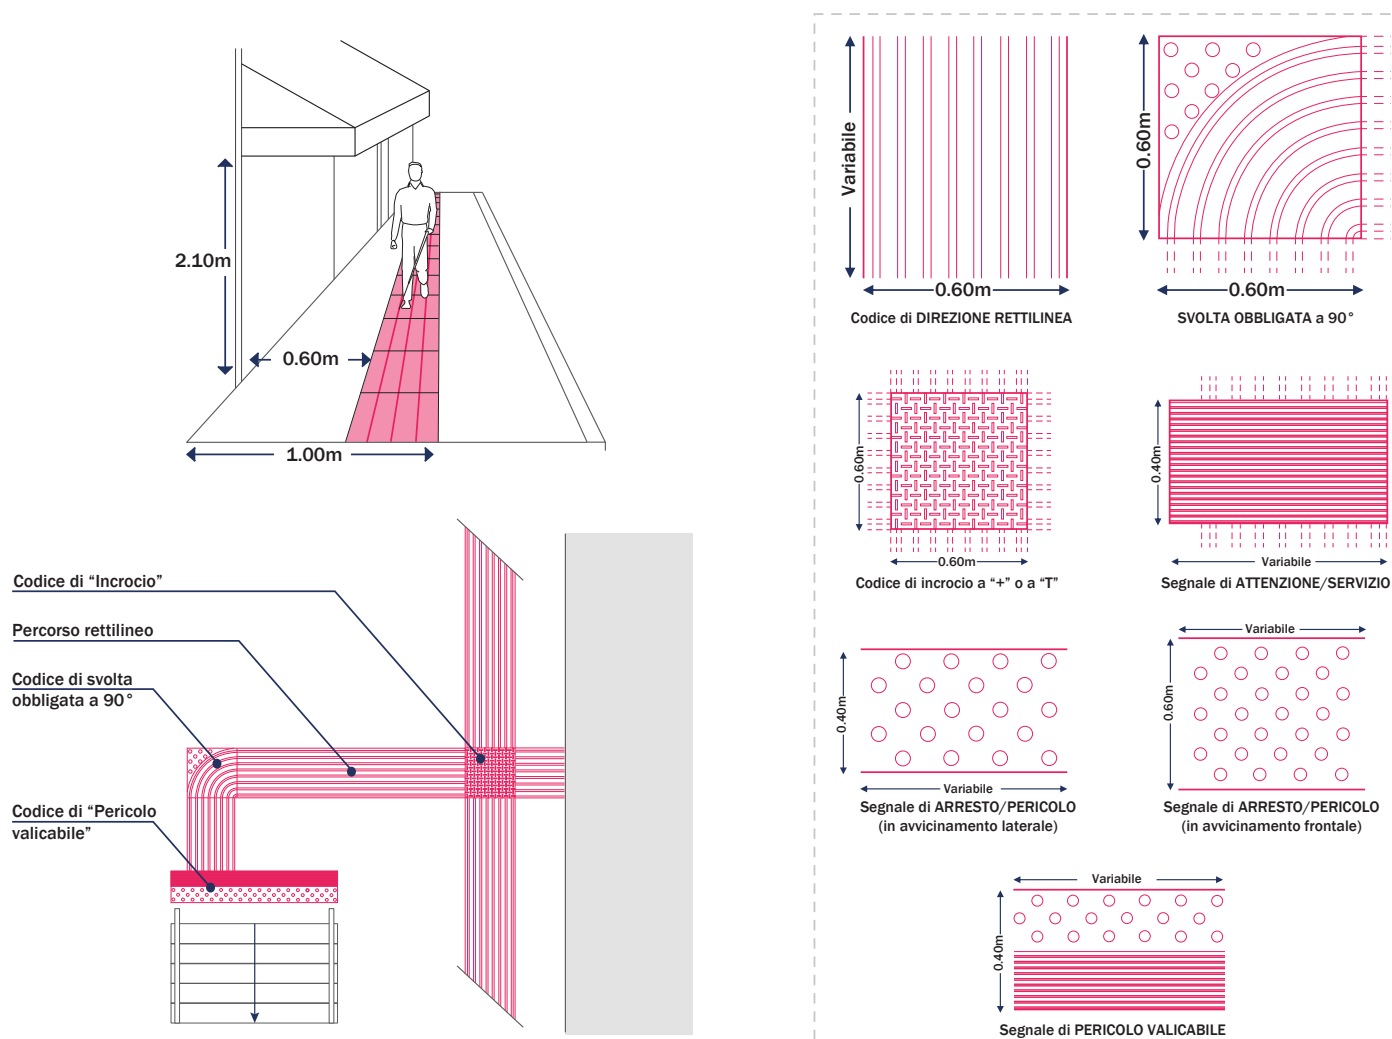 2.10m
0.60m
1.00m
Codice di “Incrocio”
Percorso rettilineo
Codice di svolta
obbligata a 90°
Codice di “Pericolo
valicabile”
Variabile
0.60m
Codice di DIREZIONE RETTILINEA
0.60m
0.60m
SVOLTA OBBLIGATA a 90°
0.60m
0.60m
Codice di incrocio a “+” o a “T”
0.40m
Variabile
Segnale di ATTENZIONE/SERVIZIO
0.40m
Variabile
Segnale di ARRESTO/PERICOLO
(in avvicinamento laterale)
Variabile
0.60m
Segnale di ARRESTO/PERICOLO
(in avvicinamento frontale)
Variabile
0.40m
Segnale di PERICOLO VALICABILE